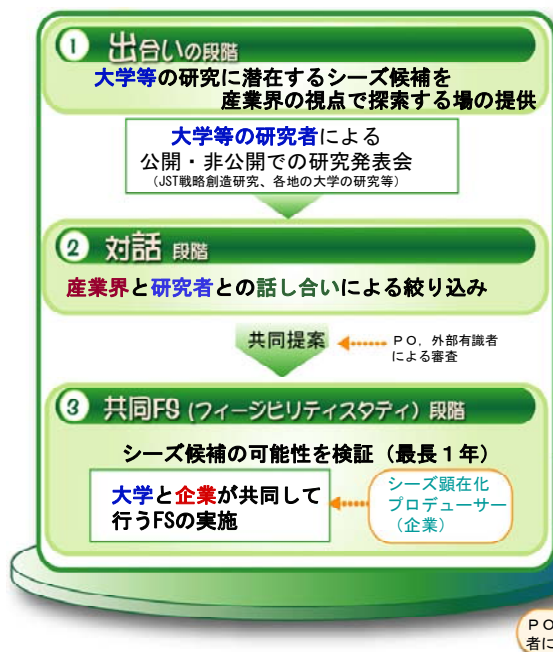 ① 出合いの段階
大学等の研究に潜在するシーズ候補を
産業界の視点で探索する場の提供
大学等の研究者による
公開・非公開での研究発表会
(JST戦略創造研究、各地の大学の研究等)
② 対話 段階
産業界と研究者との話し合いによる絞り込み
共同提案
ＰＯ，外部有識者
による審査
③ 共同FS (フィージビリティスタディ) 段階
シーズ候補の可能性を検証（最長１年）
大学と企業が共同して
行うFSの実施
シーズ顕在化
プロデューサー
（企業）
ＰＯ
者に